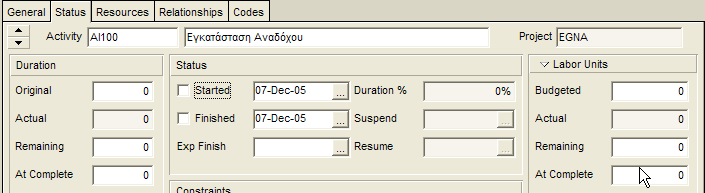 General Status Resources Relationships Codes
Activity AI100 Εγκατάσταση Αναδόχου Project EGNA
Duration Status Labor Units
Original 0 Started 07-Dec-05 ... Duration % 0% Budgeted 0
Actual 0 Finished 07-Dec-05 ... Suspend ... Actual 0
Remaining 0 Exp Finish ... Resume ... Remaining 0
At Complete 0 At Complete 0
Constraints